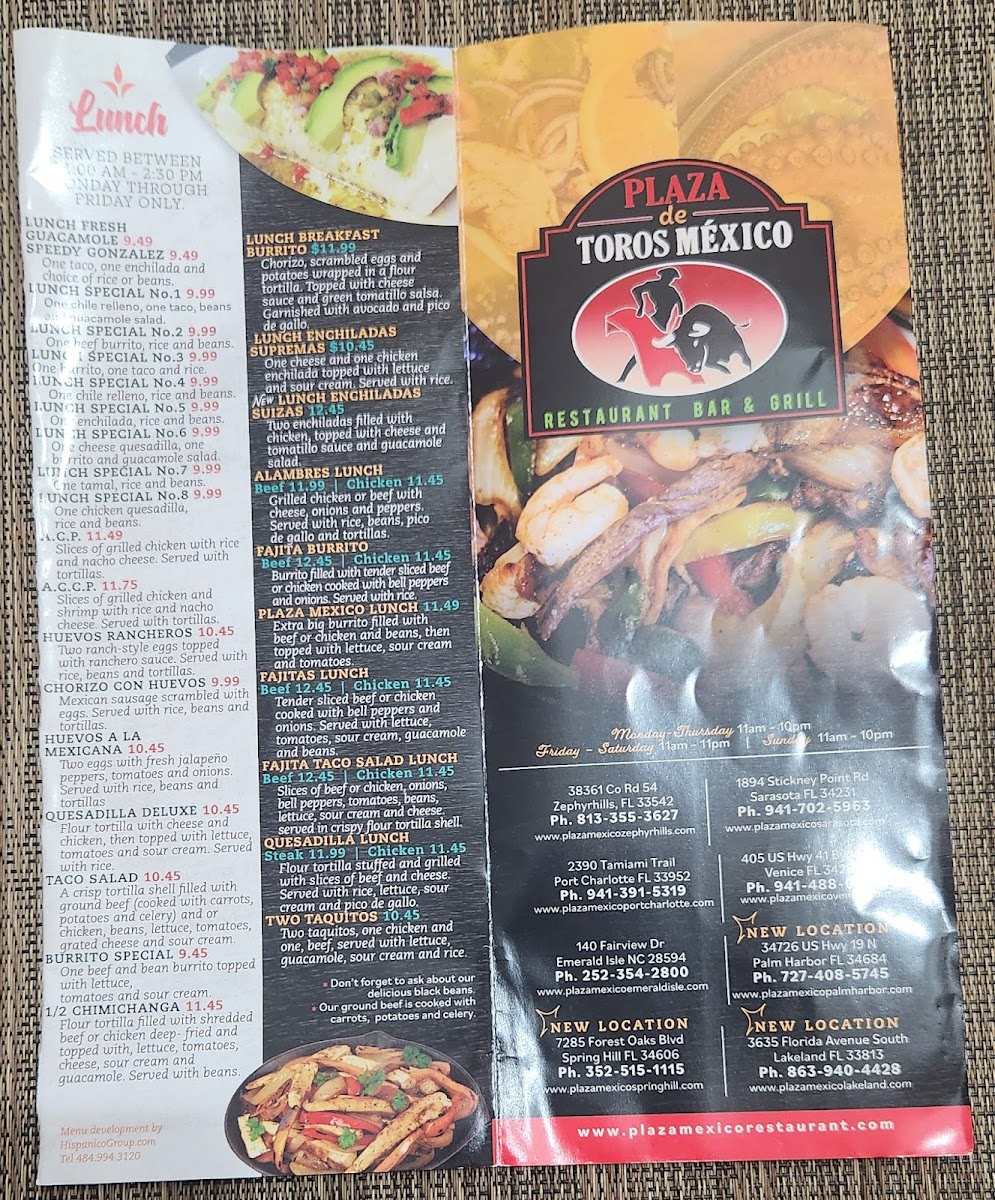 Lunch
SERVED BETWEEN
:00 AM - 2:30 PM
ONDAY THROUGH
FRIDAY ONLY.
LUNCH FRESH
GUACAMOLE 9.49
SPEEDY GONZALEZ 9.49
One taco, one enchilada and
choice of rice or beans.
LUNCH SPECIAL No.1 9.99
One chile relleno, one taco, beans
and guacamole salad.
LUNCH SPECIAL No.2 9.99
One beef burrito, rice and beans.
LUNCH SPECIAL No.3 9.99
One burrito, one taco and rice.
LUNCH SPECIAL No.4 9.99
One chile relleno, rice and beans.
LUNCH SPECIAL No.5 9.99
One enchilada, rice and beans.
LUNCH SPECIAL No.6 9.99
One cheese quesadilla, one
burrito and guacamole salad.
LUNCH SPECIAL No.7 9.99
One tamal, rice and beans.
LUNCH SPECIAL No.8 9.99
One chicken quesadilla,
rice and beans.
A.C.P. 11.49
Slices of grilled chicken with rice
and nacho cheese. Served with
tortillas.
A.C.C.P. 11.75
Slices of grilled chicken and
shrimp with rice and nacho
cheese. Served with tortillas.
HUEVOS RANCHEROS 10.45
Two ranch-style eggs topped
with ranchero sauce. Served with
rice, beans and tortillas.
CHORIZO CON HUEVOS 9.99
Mexican sausage scrambled with
eggs. Served with rice, beans and
tortillas.
HUEVOS A LA
MEXICANA 10.45
Two eggs with fresh jalapeño
peppers, tomatoes and onions.
Served with rice, beans and
tortillas
QUESADILLA DELUXE 10.45
Flour tortilla with cheese and
chicken, then topped with lettuce,
tomatoes and sour cream. Served
with rice.
TACO SALAD 10.45
A crisp tortilla shell filled with
ground beef (cooked with carrots,
potatoes and celery) and or
chicken, beans, lettuce, tomatoes,
grated cheese and sour cream.
BURRITO SPECIAL 9.45
One beef and bean burrito topped
with lettuce,
tomatoes and sour cream.
1/2 CHIMICHANGA 11.45
Flour tortilla filled with shredded
beef or chicken deep-fried and
topped with, lettuce, tomatoes,
cheese, sour cream and
guacamole. Served with beans.
Menu development by
HispanicoGroup.com
Tel 484.994.3120
LUNCH BREAKFAST
BURRITO $11.99
Chorizo, scrambled eggs and
potatoes wrapped in a flour
tortilla. Topped with cheese
sauce and green tomatillo salsa.
Garnished with avocado and pico
de gallo.
LUNCH ENCHILADAS
SUPREMAS $10.45
One cheese and one chicken
enchilada topped with lettuce
and sour cream. Served with rice.
New LUNCH ENCHILADAS
SUIZAS 12.45
Two enchiladas filled with
chicken, topped with cheese and
tomatillo sauce and guacamole
salad.
ALAMBRES LUNCH
Beef 11.99 | Chicken 11.45
Grilled chicken or beef with
cheese, onions and peppers.
Served with rice, beans, pico
de gallo and tortillas.
FAJITA BURRITO
Beef 12.45 | Chicken 11.45
Burrito filled with tender sliced beef
or chicken cooked with bell peppers
and onions. Served with rice.
PLAZA MEXICO LUNCH 11.49
Extra big burrito filled with
beef or chicken and beans, then
topped with lettuce, sour cream
and tomatoes.
FAJITAS LUNCH
Beef 12.45 | Chicken 11.45
Tender sliced beef or chicken
cooked with bell peppers and
onions. Served with lettuce,
tomatoes, sour cream, guacamole
and beans.
FAJITA TACO SALAD LUNCH
Beef 12.45 | Chicken 11.45
Slices of beef or chicken, onions,
bell peppers, tomatoes, beans,
lettuce, sour cream and cheese
served in crispy flour tortilla shell.
QUESADILLA LUNCH
Steak 11.99 | Chicken 11.45
Flour tortilla stuffed and grilled
with slices of beef and cheese.
Served with rice, lettuce, sour
cream and pico de gallo.
TWO TAQUITOS 10.45
Two taquitos, one chicken and
one, beef, served with lettuce,
guacamole, sour cream and rice.
• Don't forget to ask about our
delicious black beans.
• Our ground beef is cooked with
carrots, potatoes and celery.
PLAZA
de
TOROS MÉXICO
RESTAURANT BAR & GRILL
Monday-Thursday 11am - 10pm
Friday - Saturday 11am - 11pm | Sunday 11am - 10pm
38361 Co Rd 54
Zephyrhills, FL 33542
Ph. 813-355-3627
www.plazamexicozephyrhills.com
1894 Stickney Point Rd
Sarasota FL 34231
Ph. 941-702-5963
www.plazamexicosarasota.com
2390 Tamiami Trail
Port Charlotte FL 33952
Ph. 941-391-5319
www.plazamexicoportcharlotte.com
405 US Hwy 41
Venice FL
Ph. 941-488-
www.plazamexicove
140 Fairview Dr
Emerald Isle NC 28594
Ph. 252-354-2800
www.plazamexicoemeraldisle.com
NEW LOCATION
34726 US Hwy 19 N
Palm Harbor FL 34684
Ph. 727-408-5745
www.plazamexicopalmharbor.com
NEW LOCATION
7285 Forest Oaks Blvd
Spring Hill FL 34606
Ph. 352-515-1115
www.plazamexicospringhill.com
NEW LOCATION
3635 Florida Avenue South
Lakeland FL 33813
Ph. 863-940-4428
www.plazamexicolakeland.com
www.plazamexicorestaurant.com